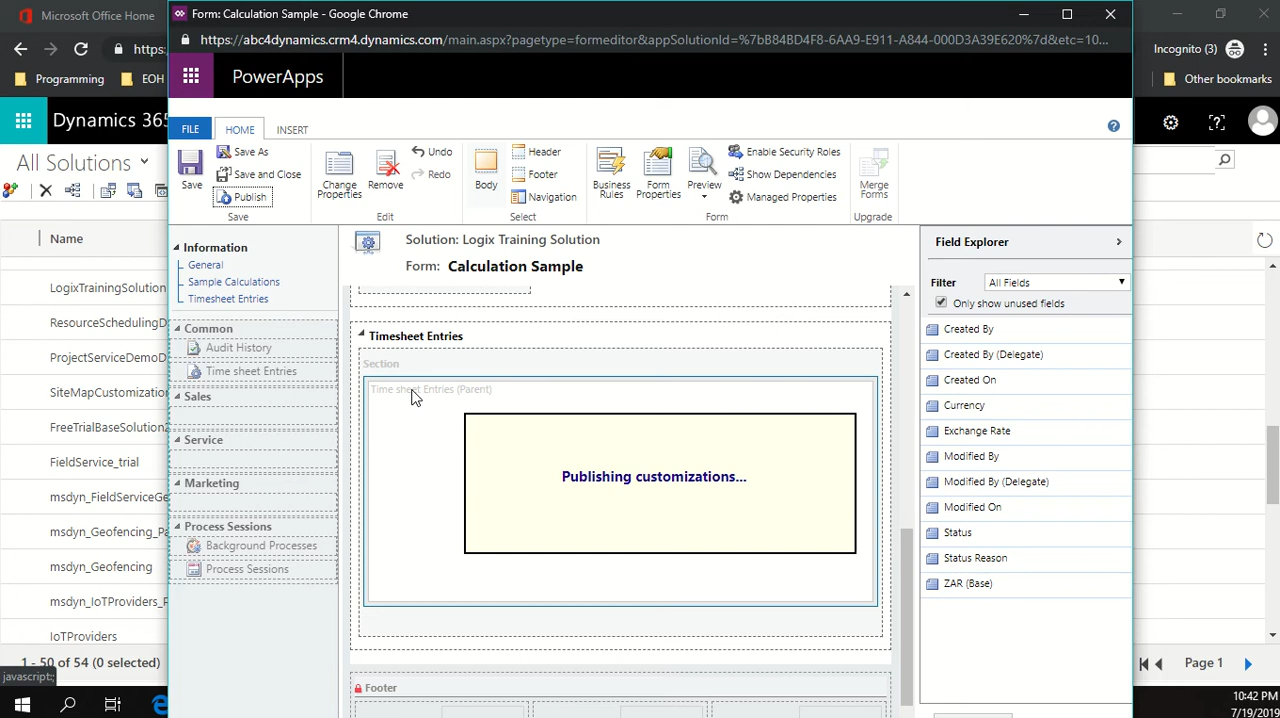 Microsoft Office Home
Form: Calculation Sample - Google Chrome
https:
https://abc4dynamics.crm4.dynamics.com/main.aspx?pagetype=formeditor&appSolutionId=%7bB84BD4F8-6AA9-E911-A844-000D3A39E620%7d&etc=10...
Incognito (3)
Programming
EOH
PowerApps
Other bookmarks
Dynamics 365
FILE
HOME
INSERT
All Solutions
Save
Save As
Save and Close
Publish
Save
Change Properties
Remove
Undo
Redo
Edit
Body
Header
Footer
Navigation
Select
Business Rules
Form Properties
Preview
Enable Security Roles
Show Dependencies
Managed Properties
Form
Merge Forms
Upgrade
Name
LogixTrainingSolution
ResourceSchedulingD
ProjectServiceDemoD
SiteMapCustomizatio
FreeTrialBaseSolution
FieldService_trial
msdyn_FieldServiceGe
msdyn_Geofencing_Pa
msdyn_Geofencing
msdyn_IoTProviders_P
IoTProviders
1 - 50 of 54 (0 selected)
javascript:;
Information
General
Sample Calculations
Timesheet Entries
Common
Audit History
Time sheet Entries
Sales
Service
Marketing
Process Sessions
Background Processes
Process Sessions
Solution: Logix Training Solution
Form: Calculation Sample
Timesheet Entries
Section
Time sheet Entries (Parent)
Publishing customizations...
Footer
Field Explorer
Filter
All Fields
Only show unused fields
Created By
Created By (Delegate)
Created On
Currency
Exchange Rate
Modified By
Modified By (Delegate)
Modified On
Status
Status Reason
ZAR (Base)
Page 1
10:42 PM
7/19/2019